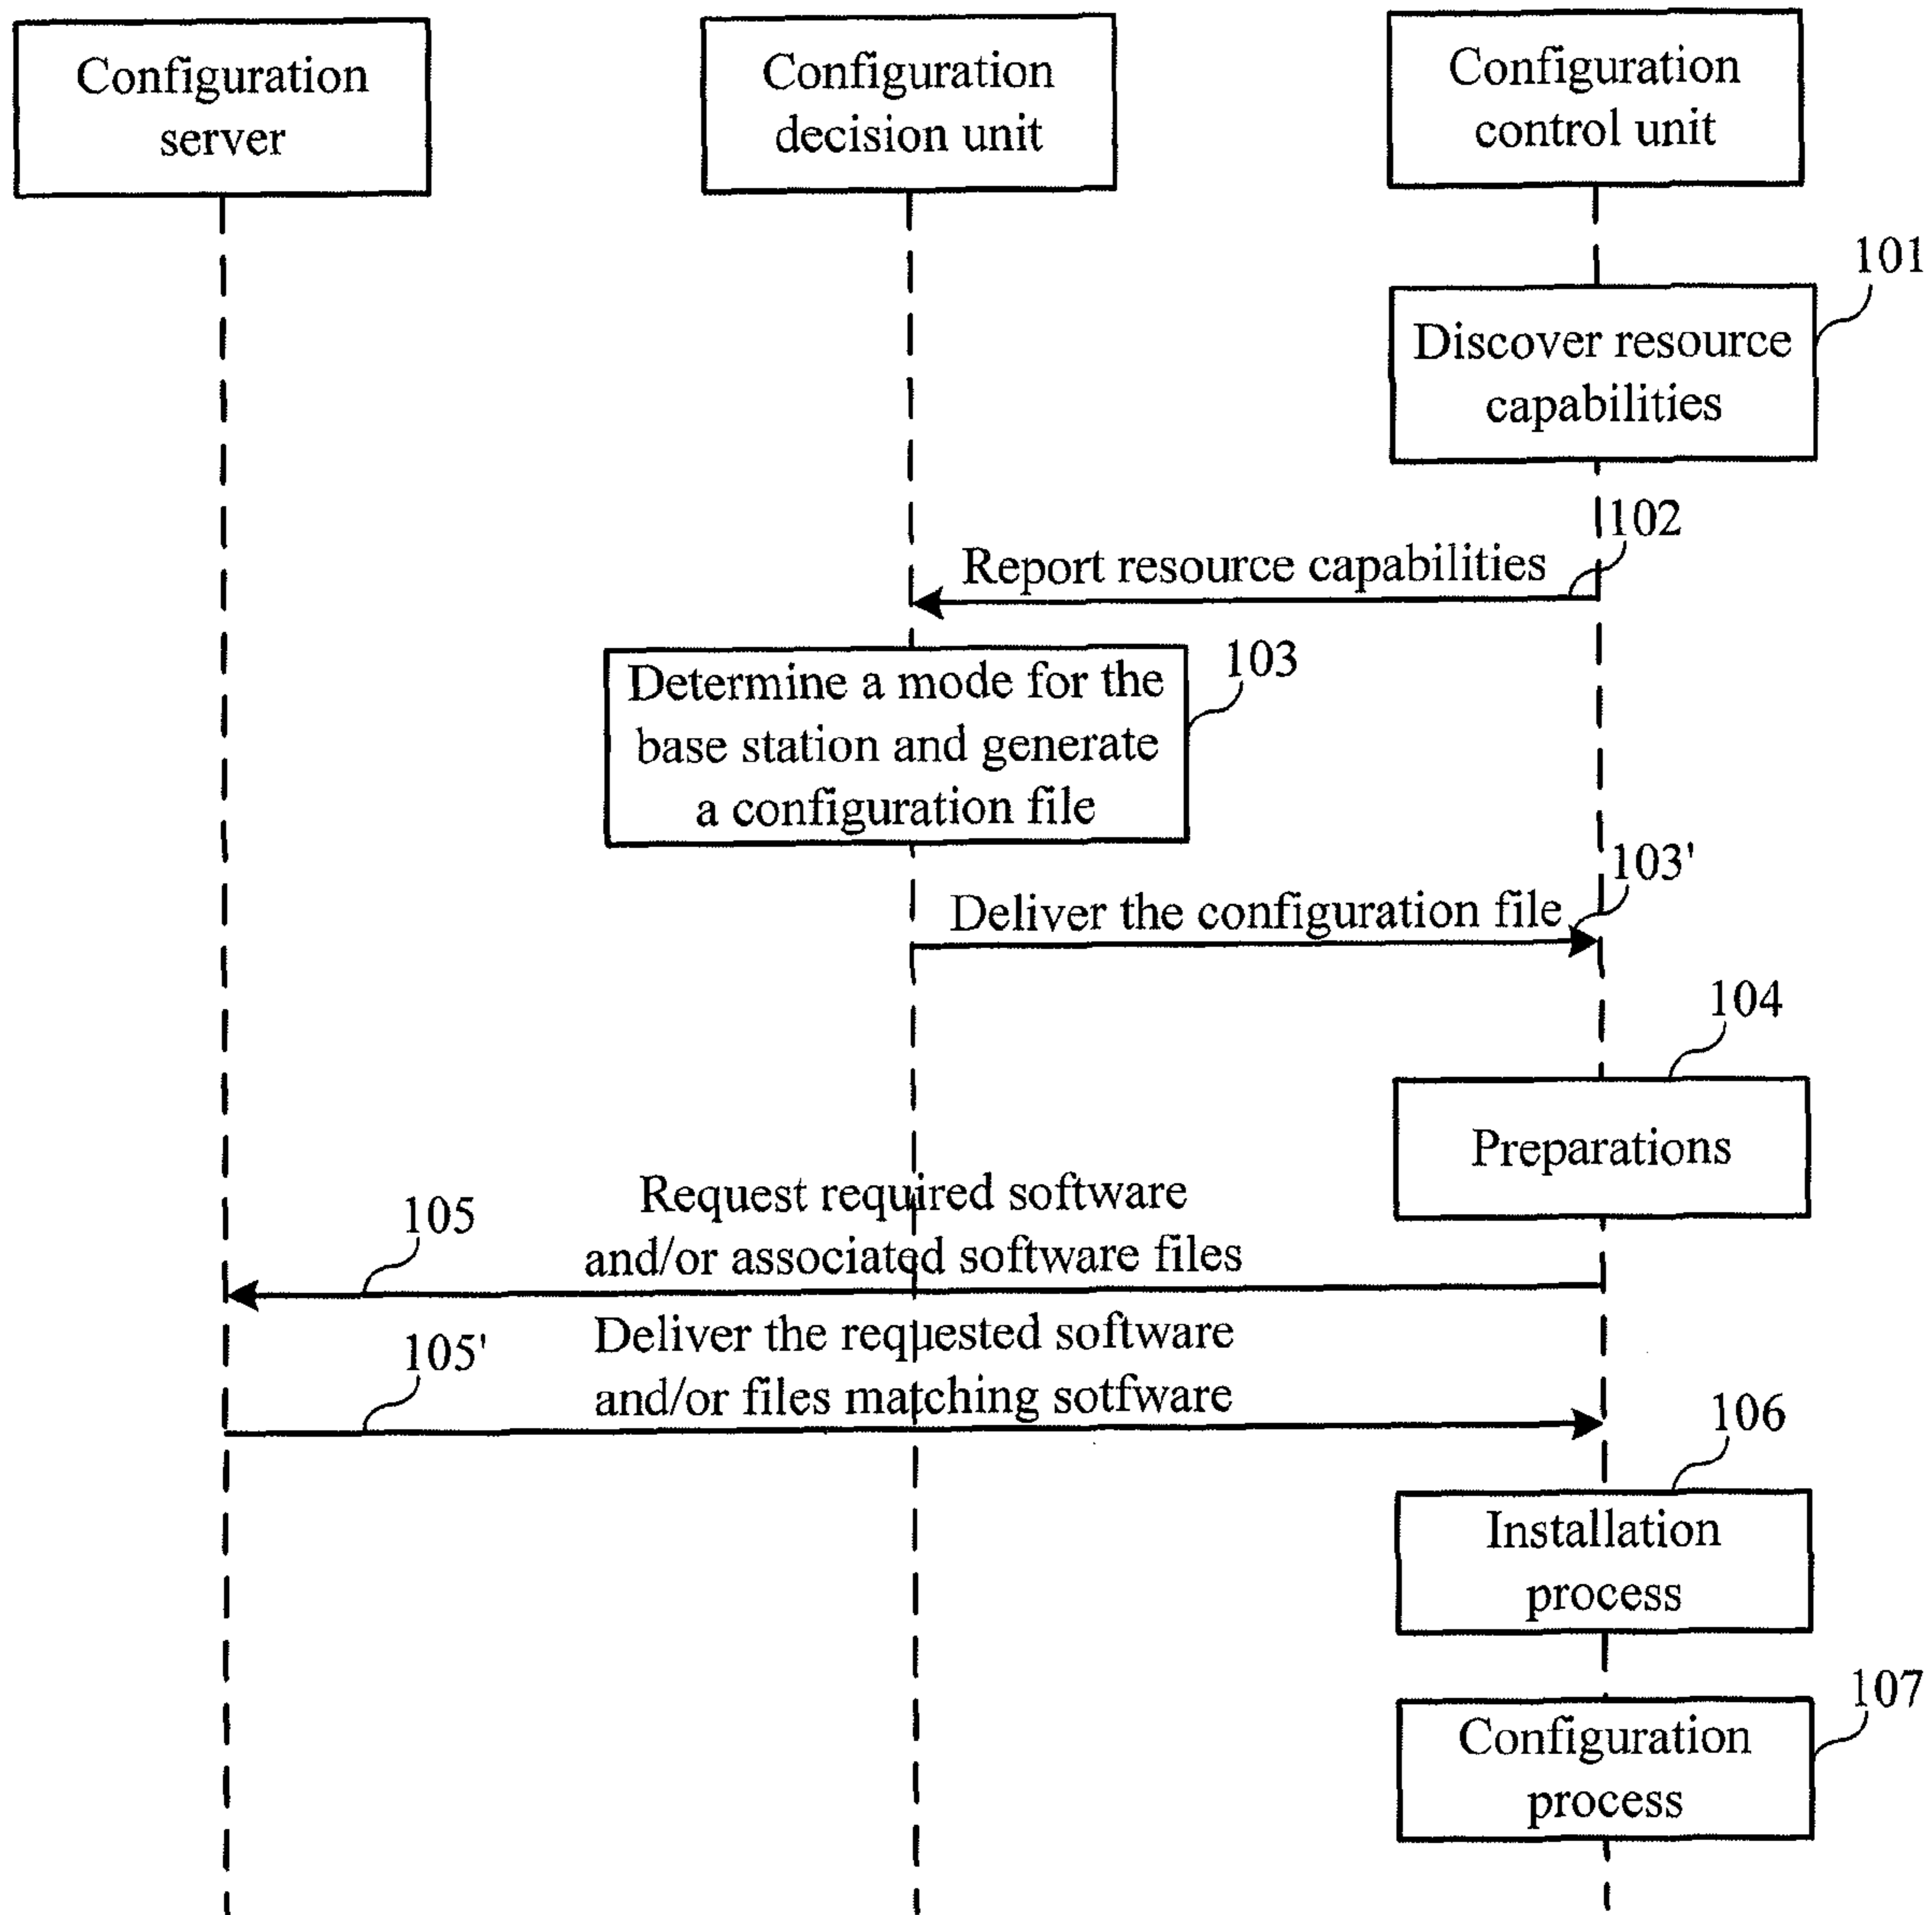 Configuration
server
Configuration
decision unit
Configuration
control unit
101
Discover resource
capabilities
102
Report resource capabilities
103
Determine a mode for the
base station and generate
a configuration file
103'
Deliver the configuration file
104
Preparations
105
Request required software
and/or associated software files
105'
Deliver the requested software
and/or files matching sotfware
106
Installation
process
107
Configuration
process